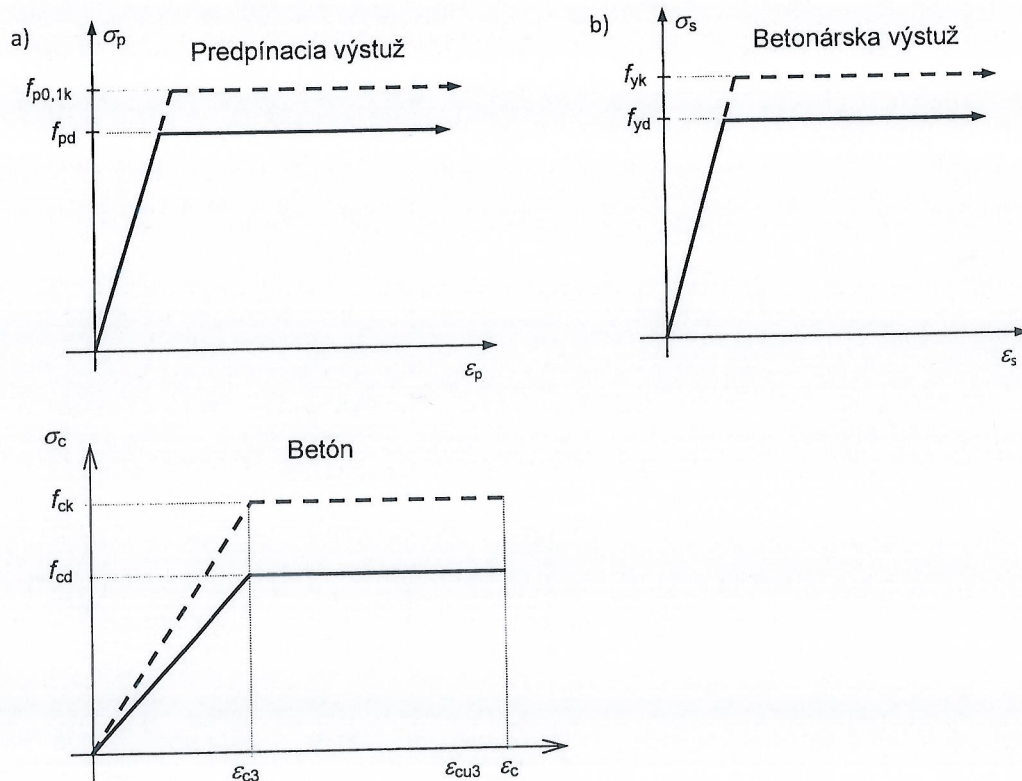 a)
σp
Predpínacia výstuž
fp0,1k
fpd
εp
b)
σs
Betonárska výstuž
fyk
fyd
εs
σc
Betón
fck
fcd
εc3
εcu3
εc